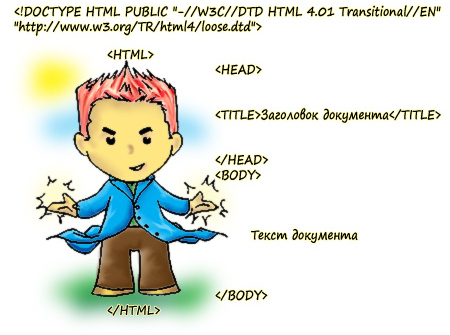 <!DOCTYPE HTML PUBLIC "-//W3C//DTD HTML 4.01 Transitional//EN"
"http://www.w3.org/TR/html4/loose.dtd">
<HTML>
<HEAD>
<TITLE>Заголовок документа</TITLE>
</HEAD>
<BODY>
Текст документа
</BODY>
</HTML>